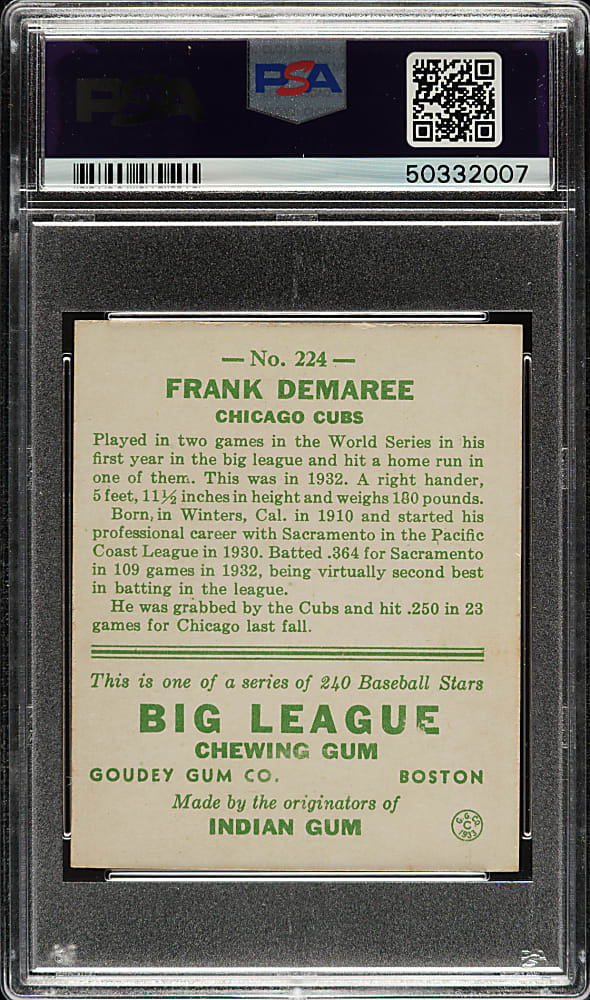 PSA
PSA
50332007
— No. 224 —
FRANK DEMAREE
CHICAGO CUBS
Played in two games in the World Series in his
first year in the big league and hit a home run in
one of them. This was in 1932. A right hander,
5 feet, 11½ inches in height and weighs 180 pounds.
Born, in Winters, Cal. in 1910 and started his
professional career with Sacramento in the Pacific
Coast League in 1930. Batted .364 for Sacramento
in 109 games in 1932, being virtually second best
in batting in the league.
He was grabbed by the Cubs and hit .250 in 23
games for Chicago last fall.
This is one of a series of 240 Baseball Stars
BIG LEAGUE
CHEWING GUM
GOUDEY GUM CO. BOSTON
Made by the originators of
INDIAN GUM
G. G. CO.
C
1933
PSA